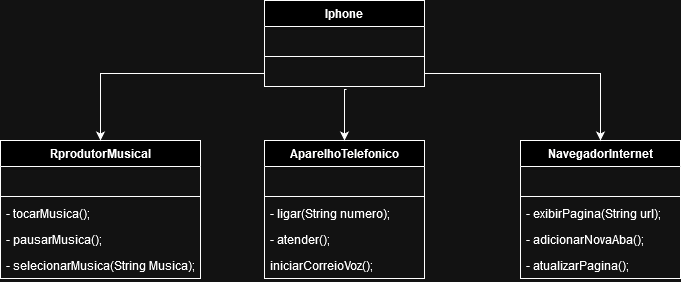 Iphone
RprodutorMusical
- tocarMusica();
- pausarMusica();
- selecionarMusica(String Musica);
AparelhoTelefonico
- ligar(String numero);
- atender();
iniciarCorreioVoz();
NavegadorInternet
- exibirPagina(String url);
- adicionarNovaAba();
- atualizarPagina();